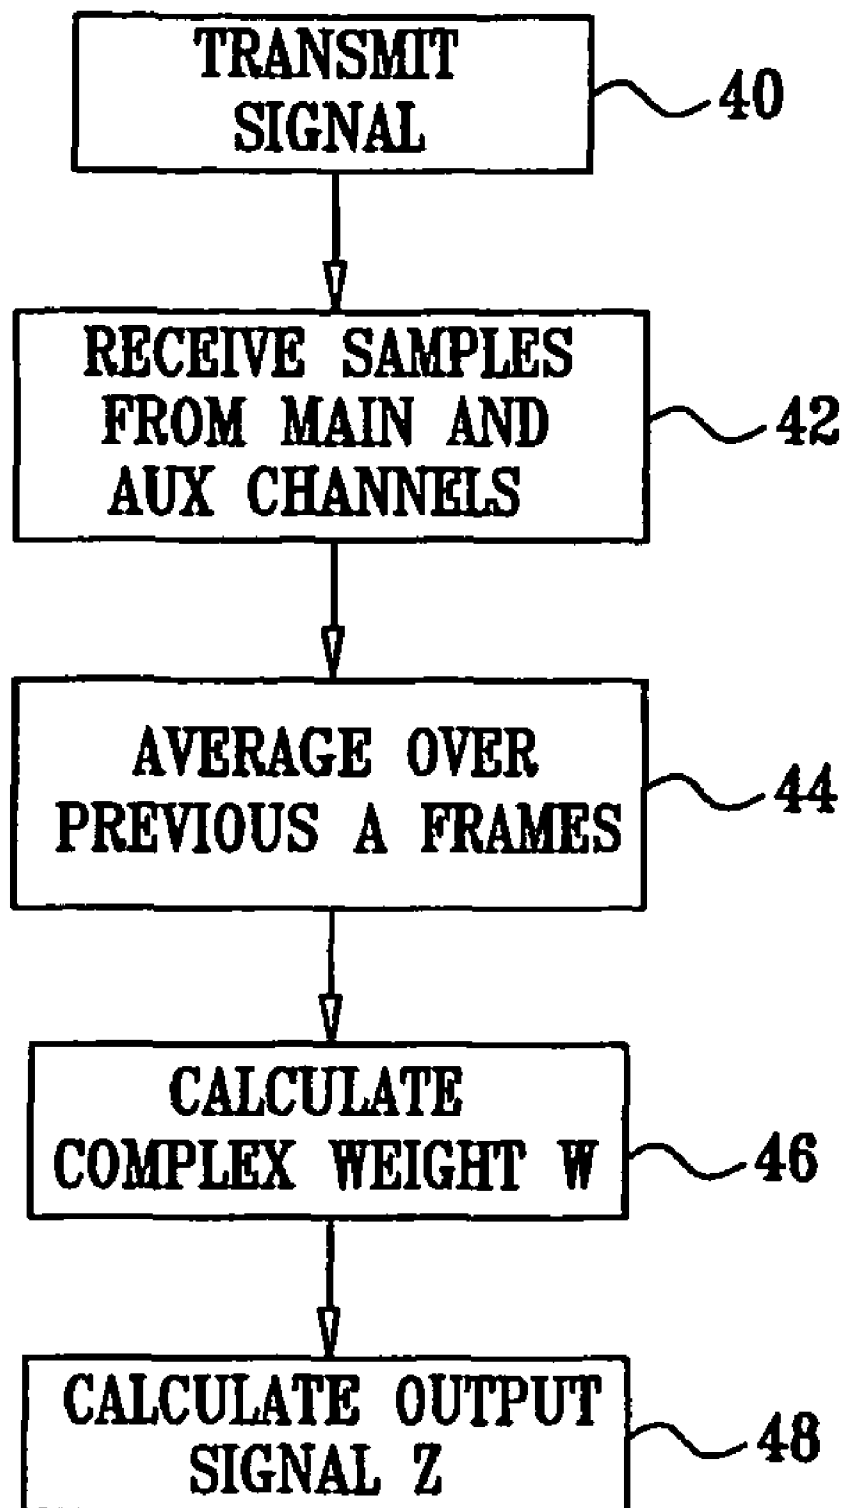 TRANSMIT
SIGNAL
40
RECEIVE SAMPLES
FROM MAIN AND
AUX CHANNELS
42
AVERAGE OVER
PREVIOUS A FRAMES
44
CALCULATE
COMPLEX WEIGHT W
46
CALCULATE OUTPUT
SIGNAL Z
48